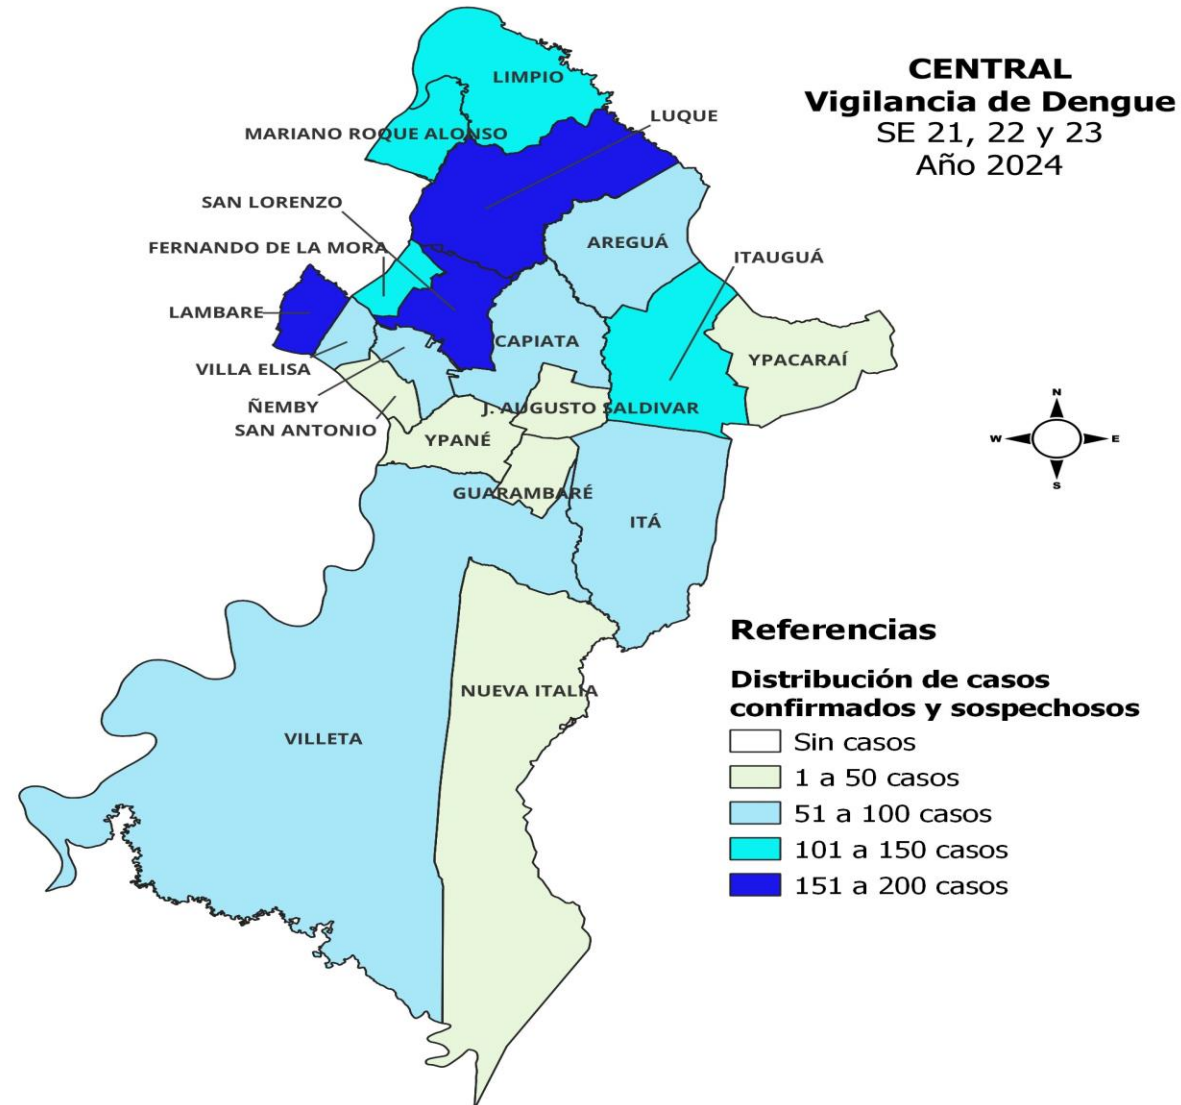 CENTRAL
Vigilancia de Dengue
SE 21, 22 y 23
Año 2024
LIMPIO
LUQUE
MARIANO ROQUE ALONSO
SAN LORENZO
AREGUÁ
FERNANDO DE LA MORA
ITAUGUÁ
LAMBARE
CAPIATA
YPACARAÍ
VILLA ELISA
ÑEMBY
J. AUGUSTO SALDIVAR
SAN ANTONIO
YPANÉ
GUARAMBARÉ
ITÁ
NUEVA ITALIA
VILLETA
N
W
E
S
Referencias
Distribución de casos
confirmados y sospechosos
Sin casos
1 a 50 casos
51 a 100 casos
101 a 150 casos
151 a 200 casos